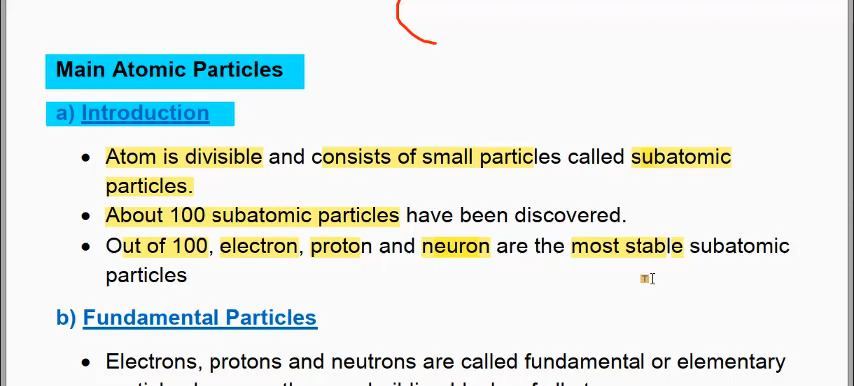 Main Atomic Particles
a) Introduction
• Atom is divisible and consists of small particles called subatomic
particles.
• About 100 subatomic particles have been discovered.
• Out of 100, electron, proton and neuron are the most stable subatomic
particles
b) Fundamental Particles
• Electrons, protons and neutrons are called fundamental or elementary